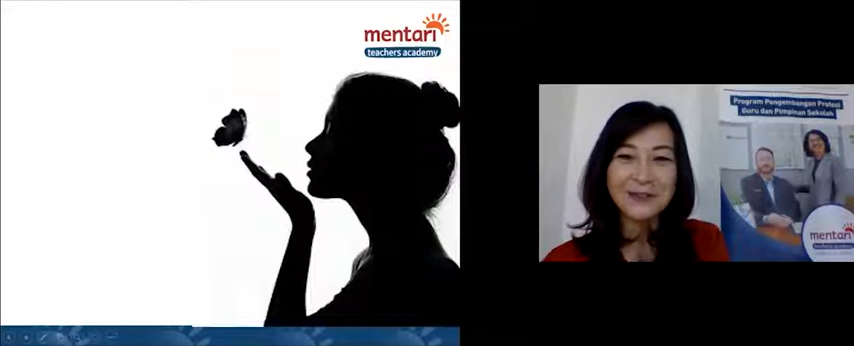 mentari
teachers academy
Program Pengembangan Profesi
Guru dan Pimpinan Sekolah
mentari
teachers academy